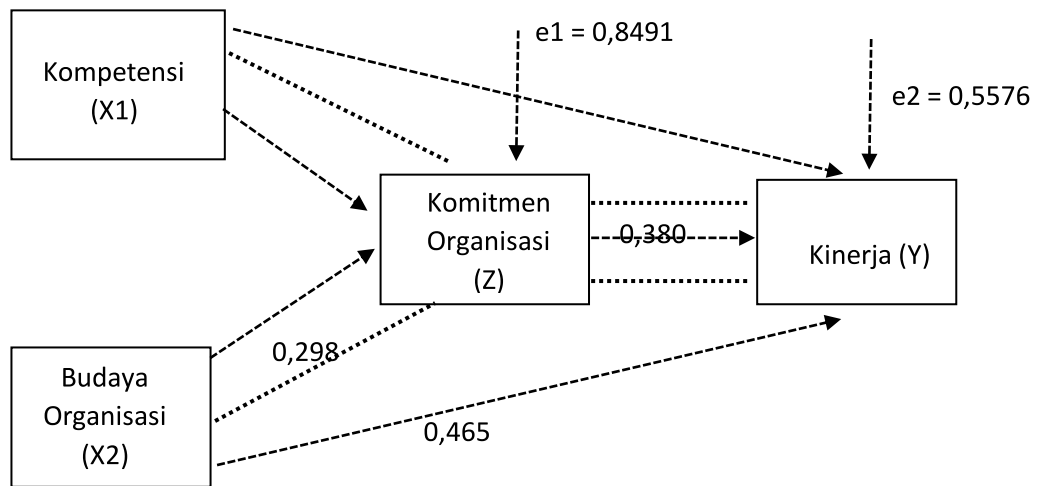 Kompetensi
(X1)
e1 = 0,8491
e2 = 0,5576
Komitmen
Organisasi
(Z)
0,380
Kinerja (Y)
0,298
Budaya
Organisasi
(X2)
0,465